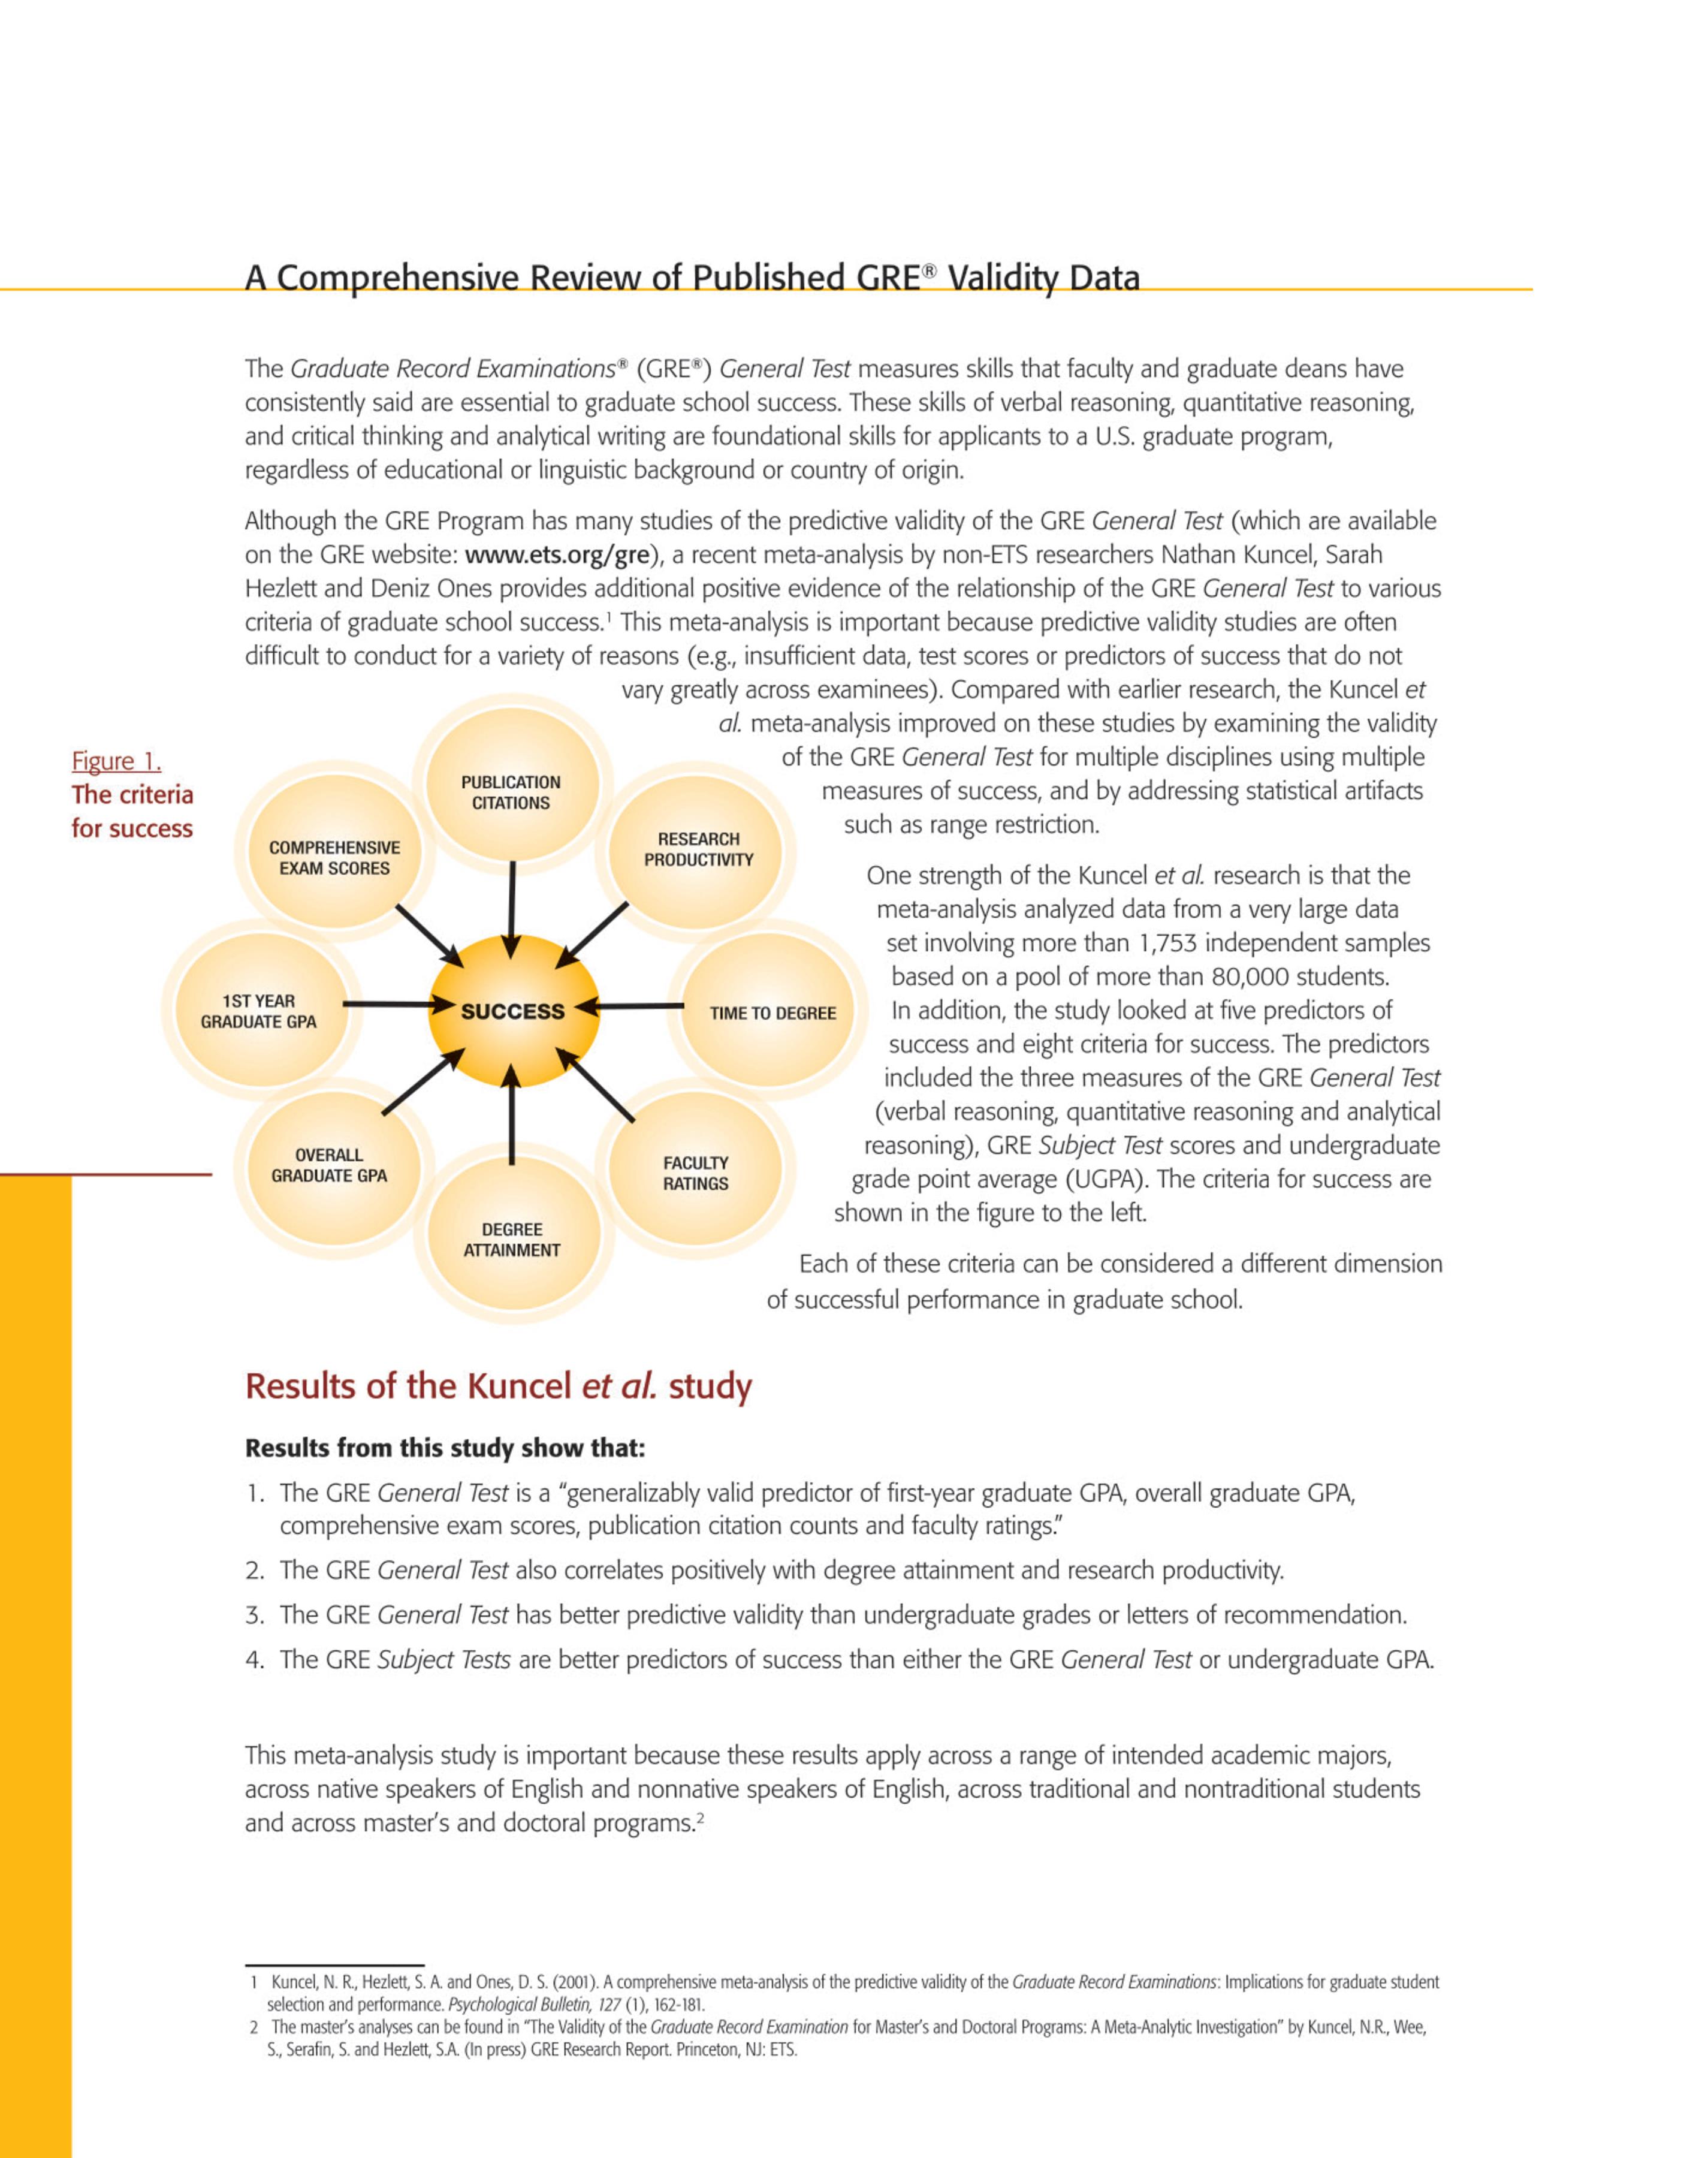 A Comprehensive Review of Published GRE® Validity Data
The Graduate Record Examinations® (GRE®) General Test measures skills that faculty and graduate deans have
consistently said are essential to graduate school success. These skills of verbal reasoning, quantitative reasoning,
and critical thinking and analytical writing are foundational skills for applicants to a U.S. graduate program,
regardless of educational or linguistic background or country of origin.
Although the GRE Program has many studies of the predictive validity of the GRE General Test (which are available
on the GRE website: www.ets.org/gre), a recent meta-analysis by non-ETS researchers Nathan Kuncel, Sarah
Hezlett and Deniz Ones provides additional positive evidence of the relationship of the GRE General Test to various
criteria of graduate school success.¹ This meta-analysis is important because predictive validity studies are often
difficult to conduct for a variety of reasons (e.g., insufficient data, test scores or predictors of success that do not
vary greatly across examinees). Compared with earlier research, the Kuncel et
al. meta-analysis improved on these studies by examining the validity
of the GRE General Test for multiple disciplines using multiple
measures of success, and by addressing statistical artifacts
such as range restriction.
One strength of the Kuncel et al. research is that the
meta-analysis analyzed data from a very large data
set involving more than 1,753 independent samples
based on a pool of more than 80,000 students.
In addition, the study looked at five predictors of
success and eight criteria for success. The predictors
included the three measures of the GRE General Test
(verbal reasoning, quantitative reasoning and analytical
reasoning), GRE Subject Test scores and undergraduate
grade point average (UGPA). The criteria for success are
shown in the figure to the left.
Each of these criteria can be considered a different dimension
of successful performance in graduate school.
Figure 1.
The criteria
for success
PUBLICATION
CITATIONS
RESEARCH
PRODUCTIVITY
TIME TO DEGREE
FACULTY
RATINGS
DEGREE
ATTAINMENT
OVERALL
GRADUATE GPA
1ST YEAR
GRADUATE GPA
COMPREHENSIVE
EXAM SCORES
SUCCESS
Results of the Kuncel et al. study
Results from this study show that:
1. The GRE General Test is a “generalizably valid predictor of first-year graduate GPA, overall graduate GPA,
comprehensive exam scores, publication citation counts and faculty ratings.”
2. The GRE General Test also correlates positively with degree attainment and research productivity.
3. The GRE General Test has better predictive validity than undergraduate grades or letters of recommendation.
4. The GRE Subject Tests are better predictors of success than either the GRE General Test or undergraduate GPA.
This meta-analysis study is important because these results apply across a range of intended academic majors,
across native speakers of English and nonnative speakers of English, across traditional and nontraditional students
and across master’s and doctoral programs.²
1 Kuncel, N. R., Hezlett, S. A. and Ones, D. S. (2001). A comprehensive meta-analysis of the predictive validity of the Graduate Record Examinations: Implications for graduate student
selection and performance. Psychological Bulletin, 127 (1), 162-181.
2 The master’s analyses can be found in “The Validity of the Graduate Record Examination for Master’s and Doctoral Programs: A Meta-Analytic Investigation” by Kuncel, N.R., Wee,
S., Serafin, S. and Hezlett, S.A. (In press) GRE Research Report. Princeton, NJ: ETS.